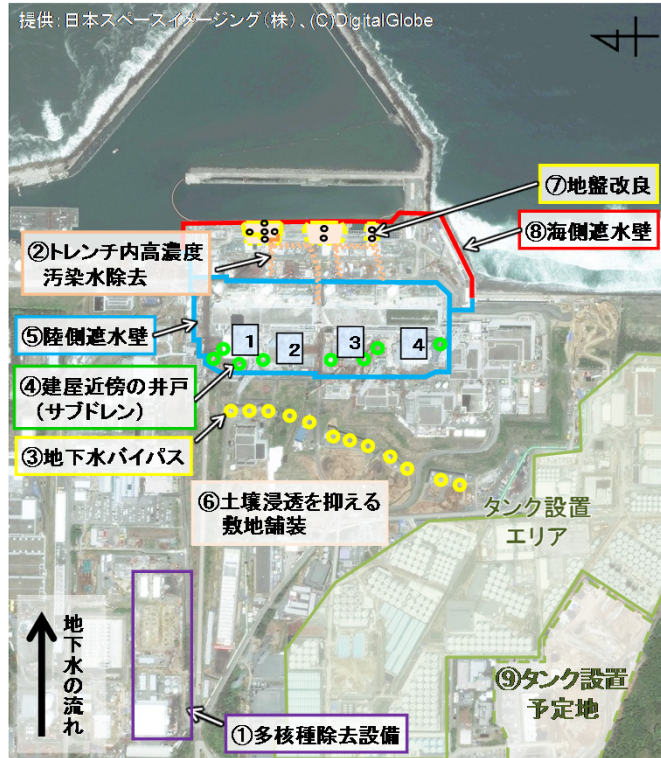 提供：日本スペースイメージング（株）、(C)DigitalGlobe
⑦地盤改良
⑧海側遮水壁
②トレンチ内高濃度
汚染水除去
⑤陸側遮水壁
1
2
3
4
④建屋近傍の井戸
（サブドレン）
③地下水バイパス
⑥土壌浸透を抑える
敷地舗装
タンク設置
エリア
地下水の流れ
⑨タンク設置
予定地
①多核種除去設備